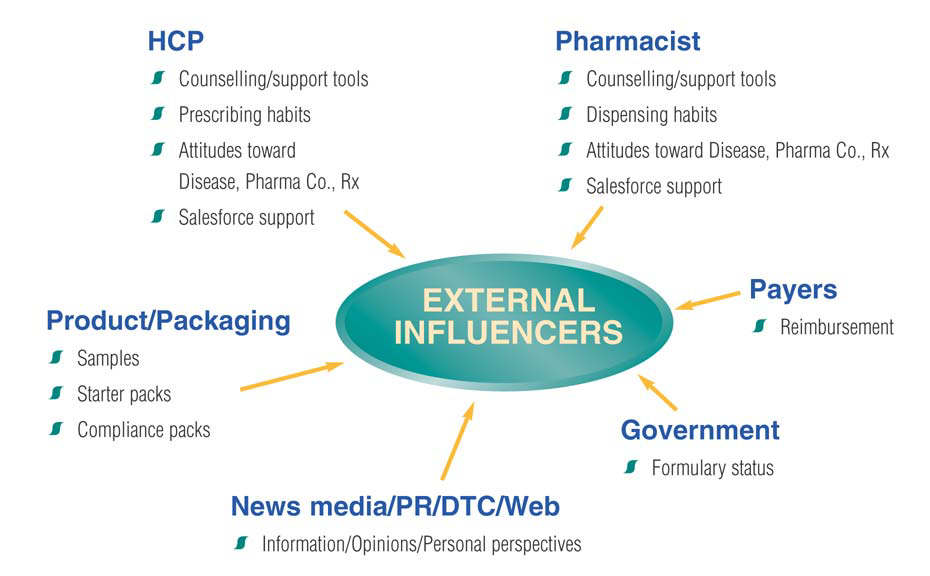 HCP
Counselling/support tools
Prescribing habits
Attitudes toward
Disease, Pharma Co., Rx
Salesforce support
Pharmacist
Counselling/support tools
Dispensing habits
Attitudes toward Disease, Pharma Co., Rx
Salesforce support
EXTERNAL
INFLUENCERS
Payers
Reimbursement
Product/Packaging
Samples
Starter packs
Compliance packs
Government
Formulary status
News media/PR/DTC/Web
Information/Opinions/Personal perspectives